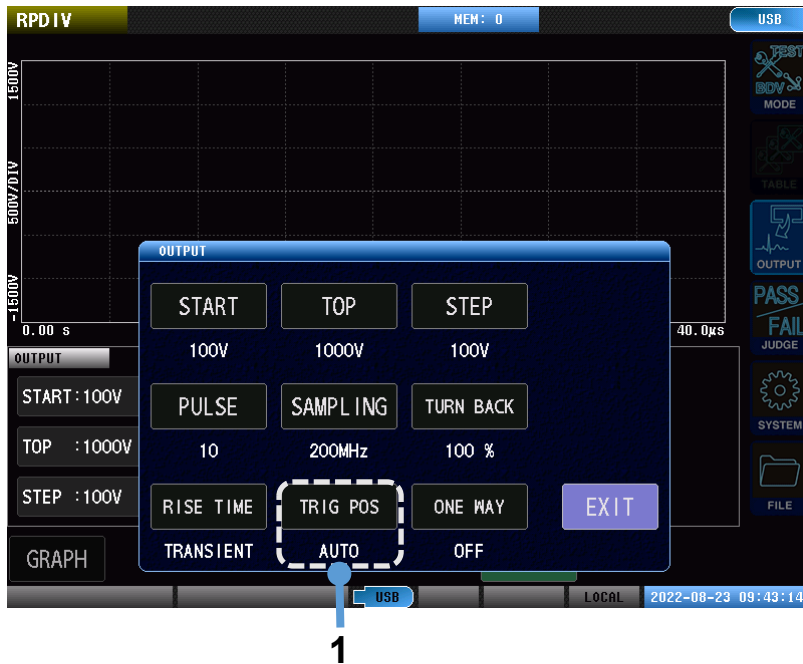 RPDIV MEM: 0 USB
1500V
500V/DIV
-1500V
0.00 s 40.0µs
TEST
BDV
MODE
TABLE
OUTPUT
PASS
FAIL
JUDGE
SYSTEM
FILE
OUTPUT
START:100V
TOP :1000V
STEP :100V
GRAPH
OUTPUT
START TOP STEP
100V 1000V 100V
PULSE SAMPLING TURN BACK
10 200MHz 100 %
RISE TIME TRIG POS ONE WAY EXIT
TRANSIENT AUTO OFF
USB LOCAL 2022-08-23 09:43:14
1